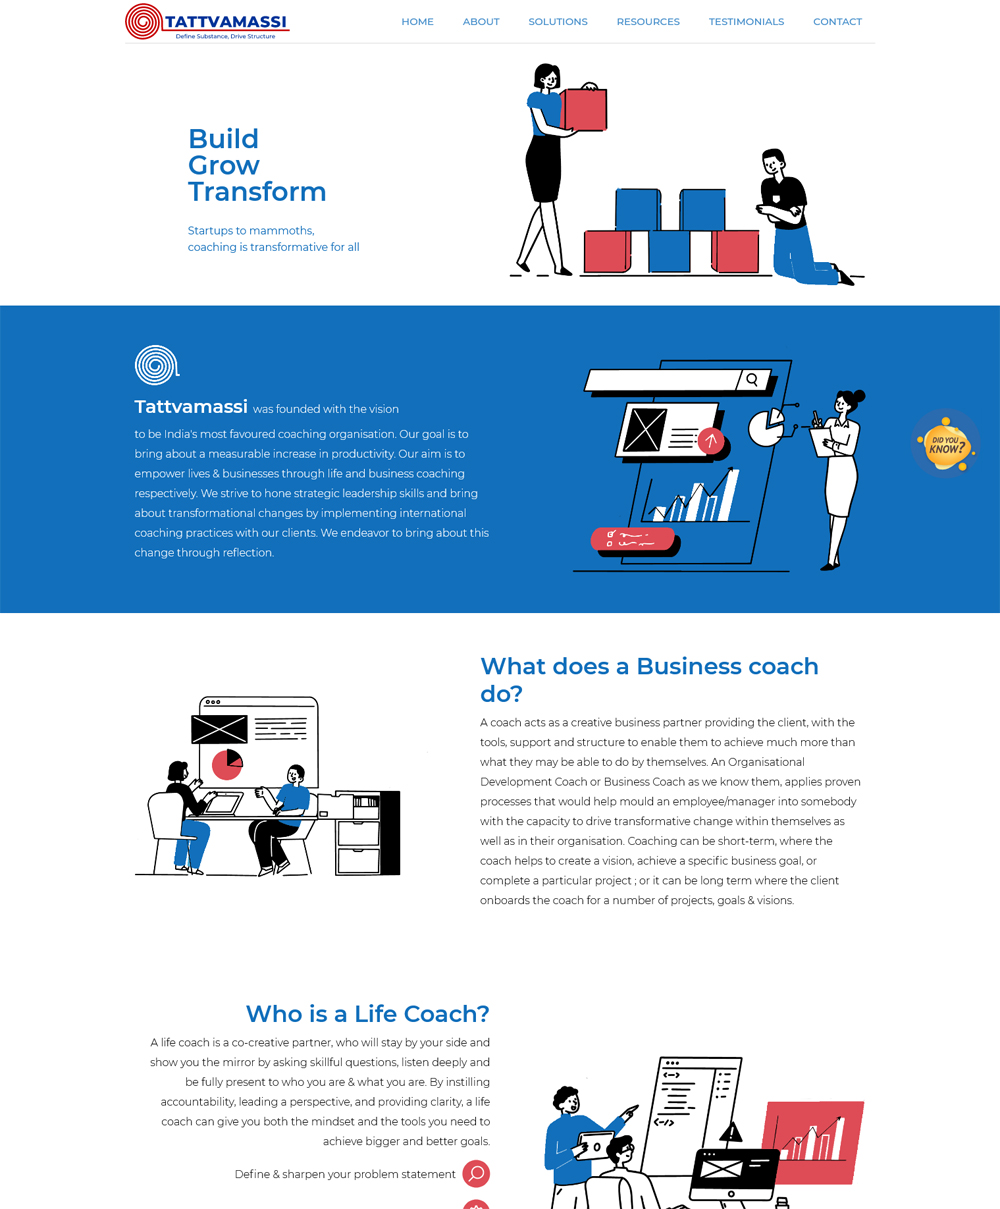 TATTVAMASSI
Define Substance, Drive Structure
HOME ABOUT SOLUTIONS RESOURCES TESTIMONIALS CONTACT
Build
Grow
Transform
Startups to mammoths,
coaching is transformative for all
Tattvamassi was founded with the vision
to be India's most favoured coaching organisation. Our goal is to
bring about a measurable increase in productivity. Our aim is to
empower lives & businesses through life and business coaching
respectively. We strive to hone strategic leadership skills and bring
about transformational changes by implementing international
coaching practices with our clients. We endeavor to bring about this
change through reflection.
DID YOU
KNOW?
What does a Business coach
do?
A coach acts as a creative business partner providing the client, with the
tools, support and structure to enable them to achieve much more than
what they may be able to do by themselves. An Organisational
Development Coach or Business Coach as we know them, applies proven
processes that would help mould an employee/manager into somebody
with the capacity to drive transformative change within themselves as
well as in their organisation. Coaching can be short-term, where the
coach helps to create a vision, achieve a specific business goal, or
complete a particular project ; or it can be long term where the client
onboards the coach for a number of projects, goals & visions.
Who is a Life Coach?
A life coach is a co-creative partner, who will stay by your side and
show you the mirror by asking skillful questions, listen deeply and
be fully present to who you are & what you are. By instilling
accountability, leading a perspective, and providing clarity, a life
coach can give you both the mindset and the tools you need to
achieve bigger and better goals.
Define & sharpen your problem statement